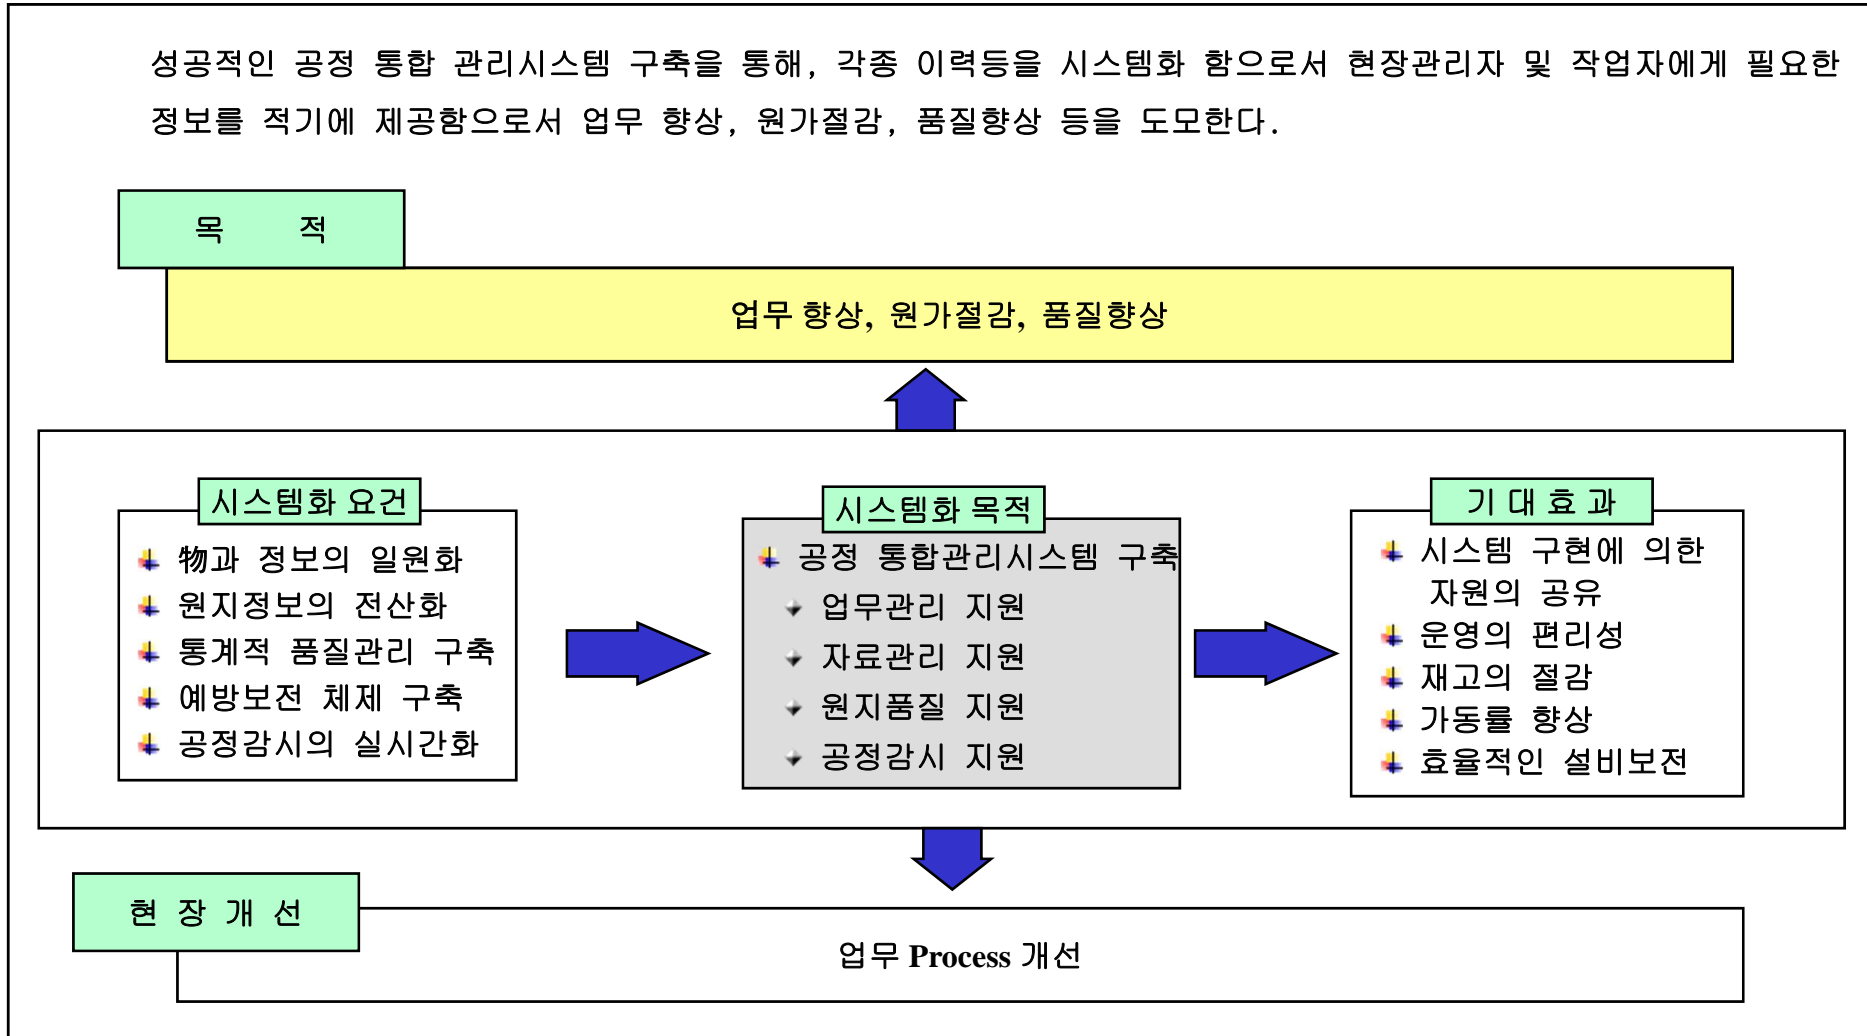 성공적인 공정 통합 관리시스템 구축을 통해, 각종 이력등을 시스템화 함으로서 현장관리자 및 작업자에게 필요한
정보를 적기에 제공함으로서 업무 향상, 원가절감, 품질향상 등을 도모한다.
목 적
업무 향상, 원가절감, 품질향상
시스템화 요건
物과 정보의 일원화
원지정보의 전산화
통계적 품질관리 구축
예방보전 체제 구축
공정감시의 실시간화
시스템화 목적
공정 통합관리시스템 구축
업무관리 지원
자료관리 지원
원지품질 지원
공정감시 지원
기 대 효 과
시스템 구현에 의한
자원의 공유
운영의 편리성
재고의 절감
가동률 향상
효율적인 설비보전
현 장 개 선
업무 Process 개선